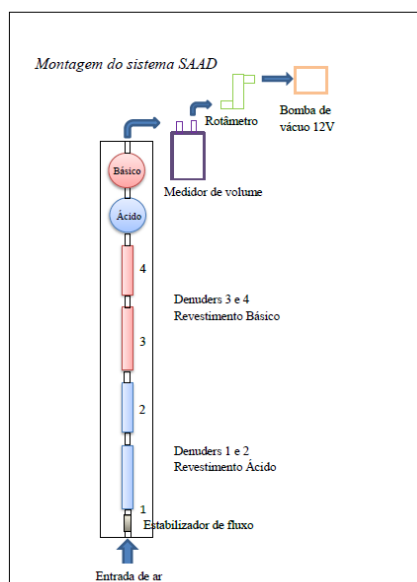 Montagem do sistema SAAD
Rotâmetro
Bomba de
vácuo 12V
Medidor de volume
Básico
Ácido
4
Denuders 3 e 4
Revestimento Básico
3
2
Denuders 1 e 2
Revestimento Ácido
1
Estabilizador de fluxo
Entrada de ar